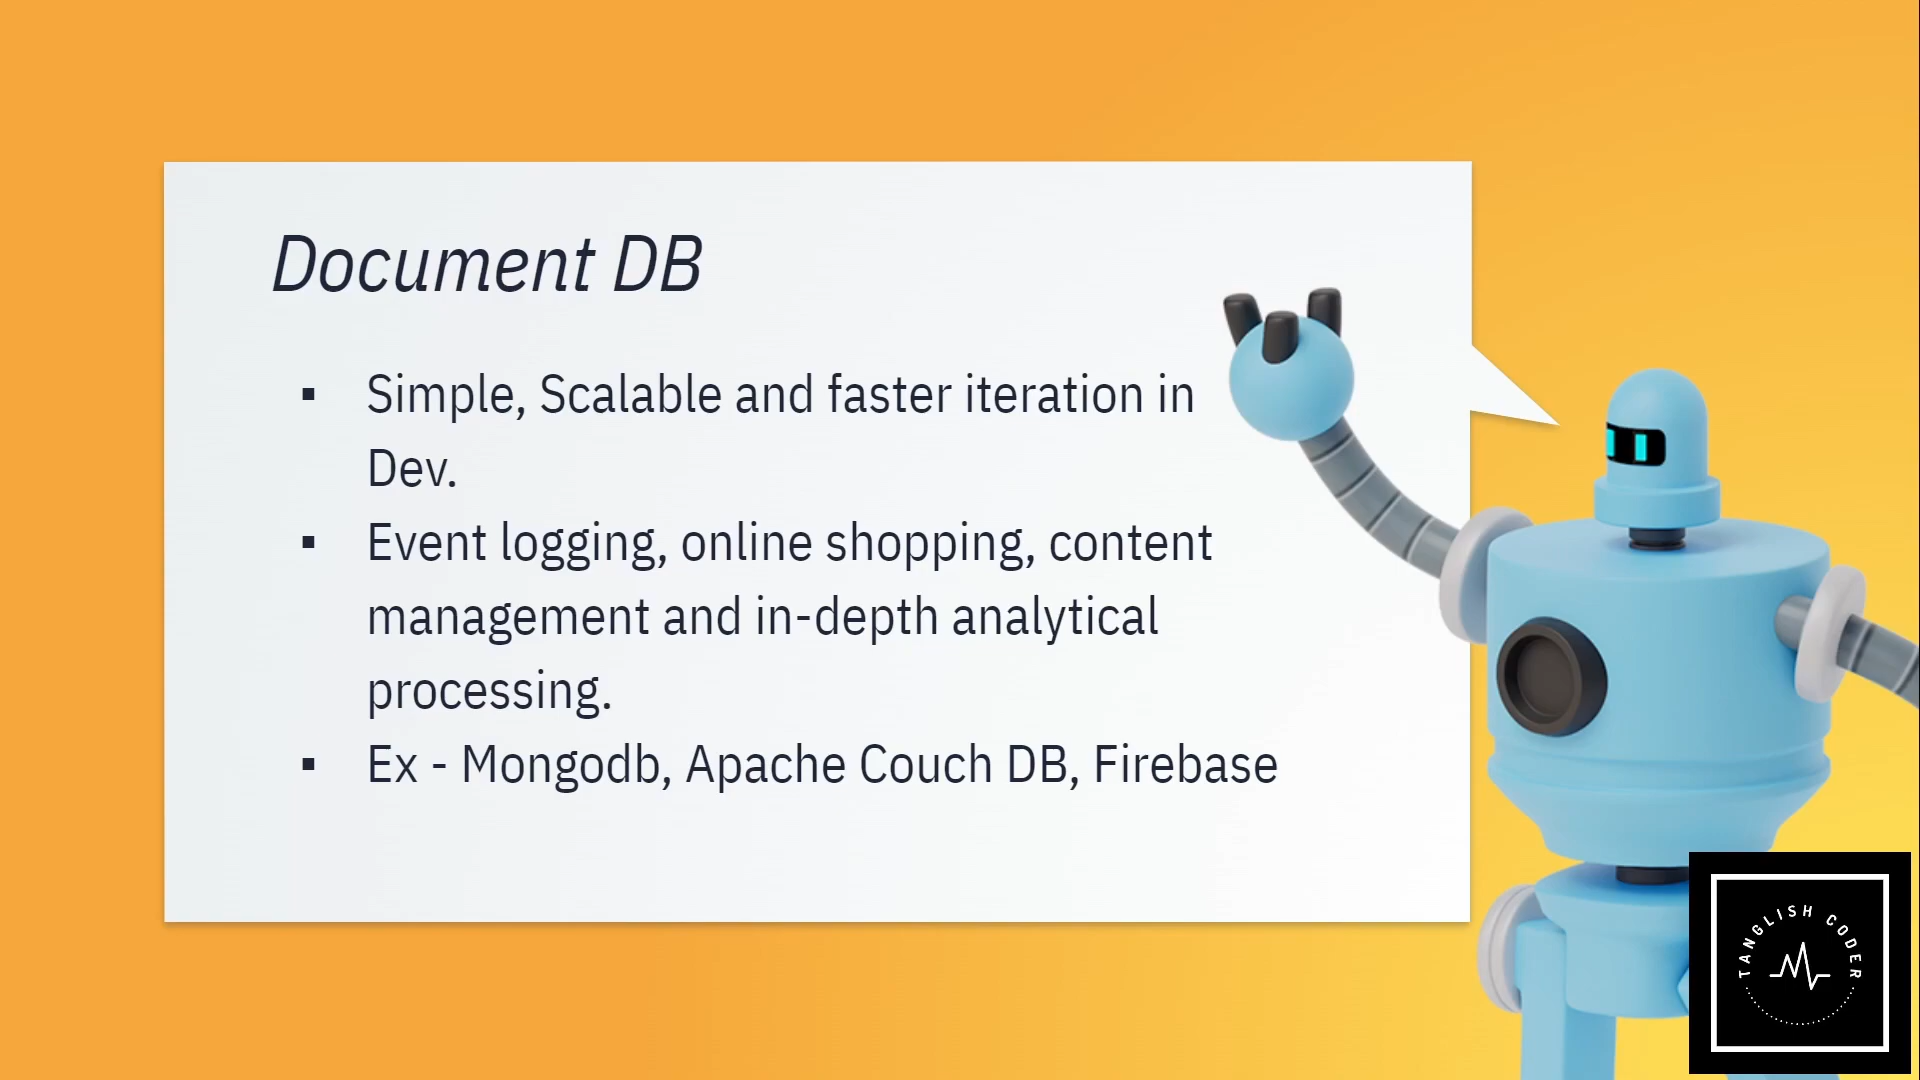 Document DB
▪ Simple, Scalable and faster iteration in
Dev.
▪ Event logging, online shopping, content
management and in-depth analytical
processing.
▪ Ex - Mongodb, Apache Couch DB, Firebase
TANGLISH CODER